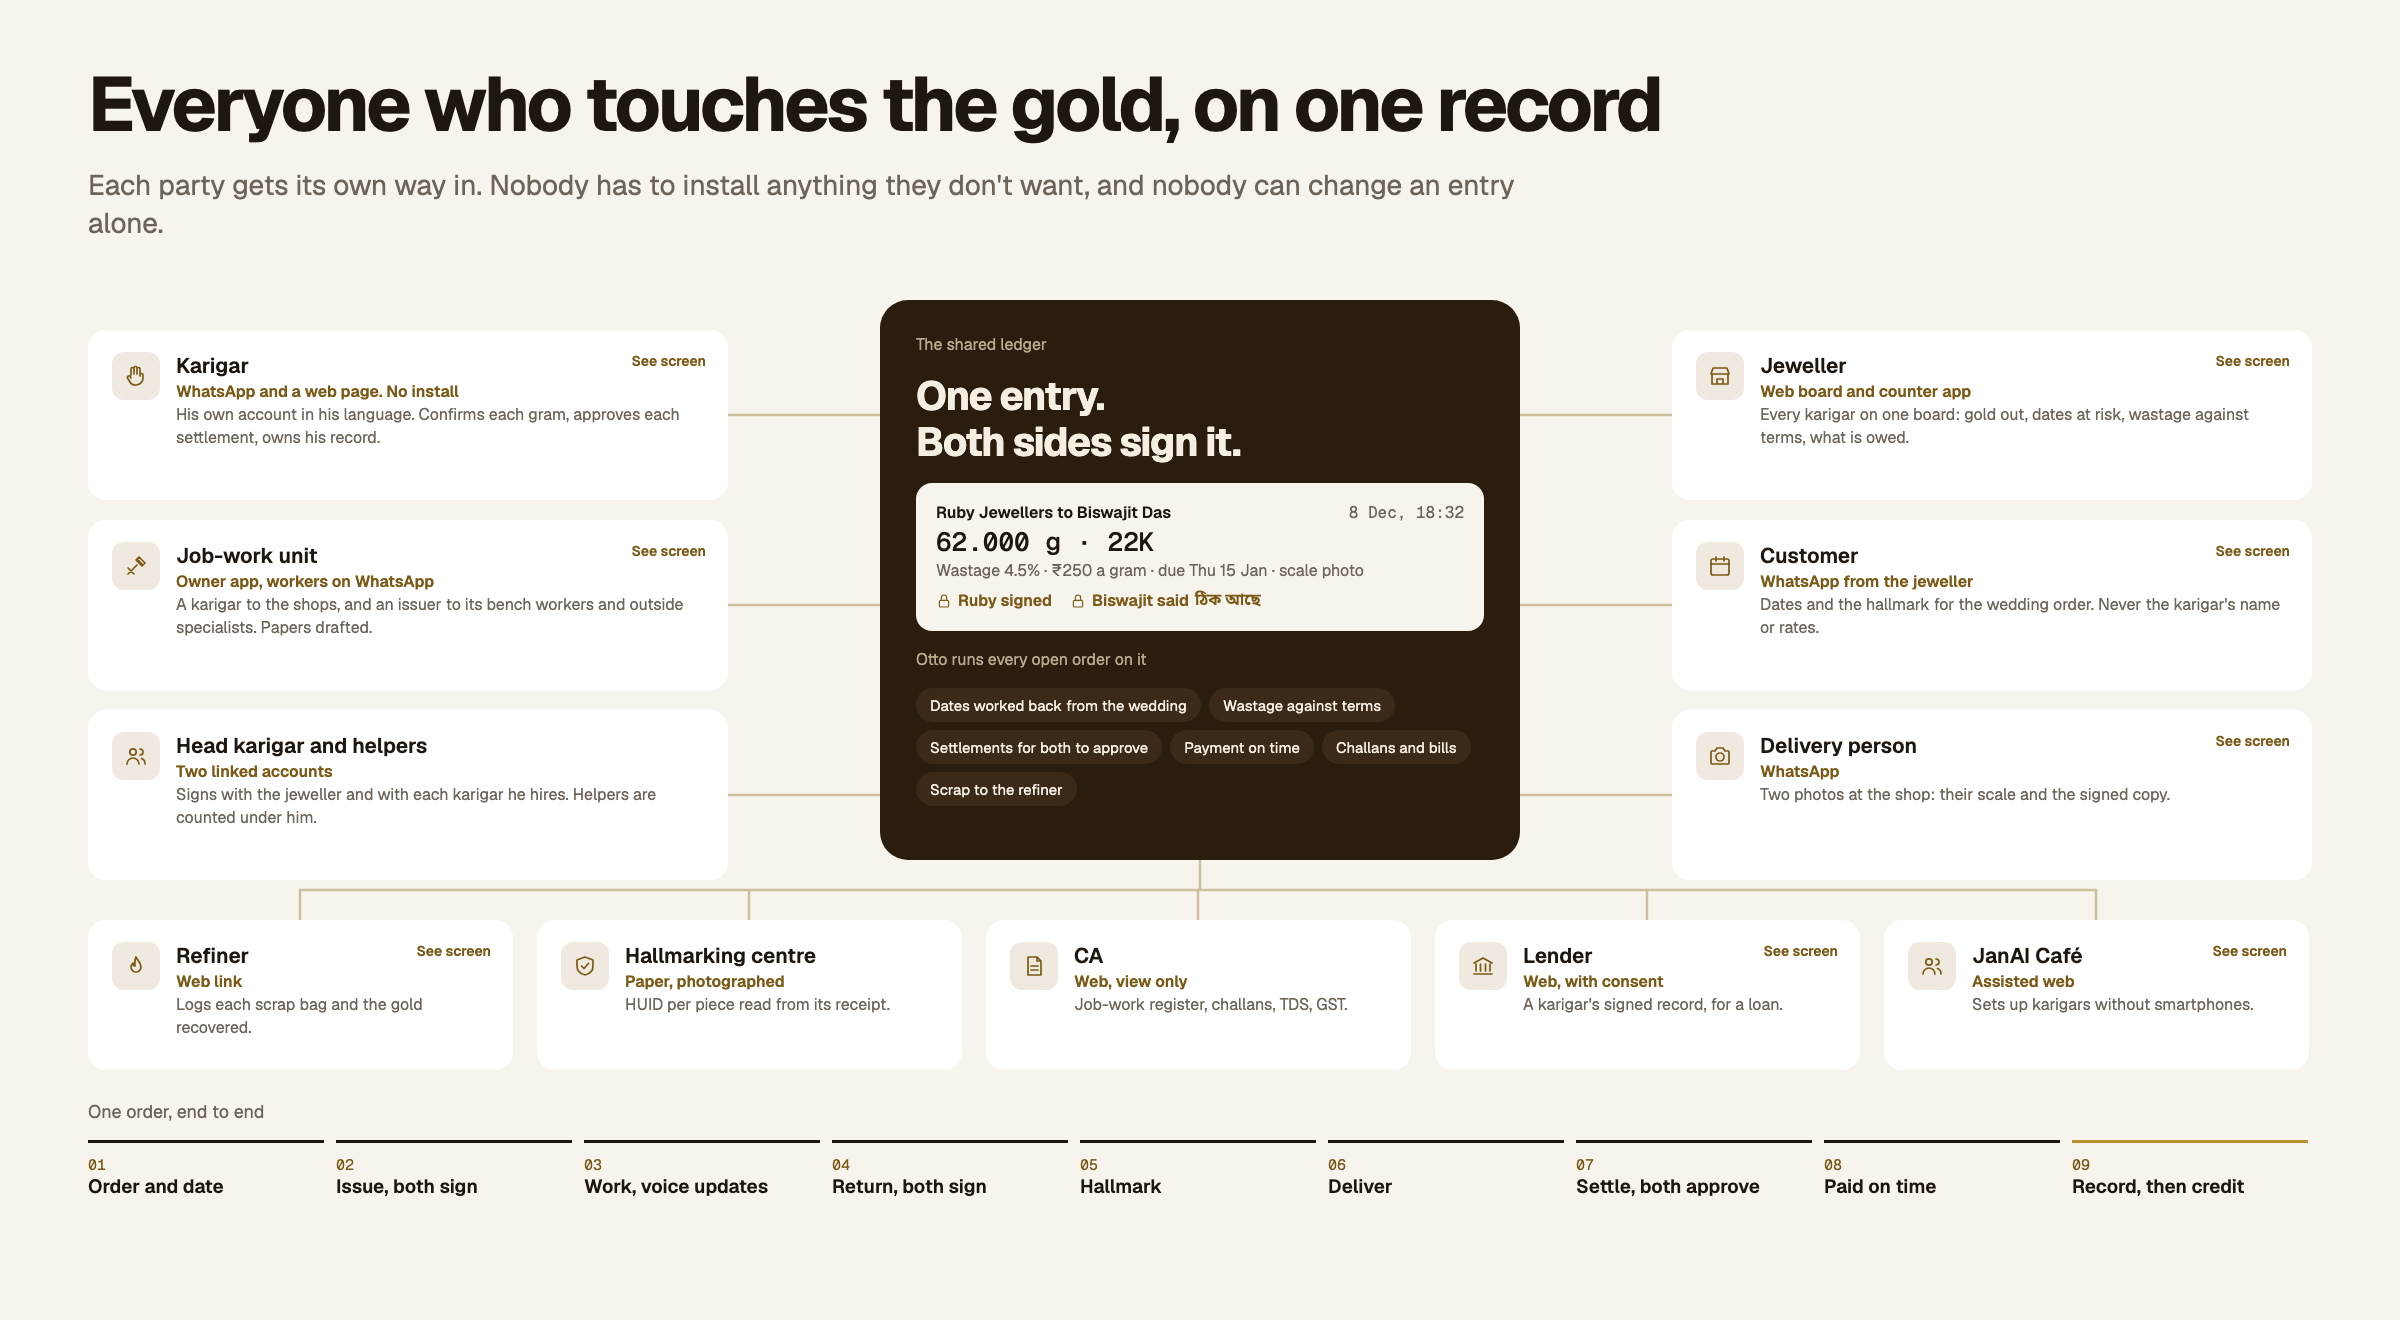 Everyone who touches the gold, on one record
Each party gets its own way in. Nobody has to install anything they don't want, and nobody can change an entry
alone.
Karigar
See screen
WhatsApp and a web page. No install
His own account in his language. Confirms each gram, approves each
settlement, owns his record.
Job-work unit
See screen
Owner app, workers on WhatsApp
A karigar to the shops, and an issuer to its bench workers and outside
specialists. Papers drafted.
Head karigar and helpers
Two linked accounts
Signs with the jeweller and with each karigar he hires. Helpers are
counted under him.
The shared ledger
One entry.
Both sides sign it.
Ruby Jewellers to Biswajit Das
8 Dec, 18:32
62.000 g · 22K
Wastage 4.5% · ₹250 a gram · due Thu 15 Jan · scale photo
Ruby signed
Biswajit said ঠিক আছে
Otto runs every open order on it
Dates worked back from the wedding
Wastage against terms
Settlements for both to approve
Payment on time
Challans and bills
Scrap to the refiner
Jeweller
See screen
Web board and counter app
Every karigar on one board: gold out, dates at risk, wastage against
terms, what is owed.
Customer
See screen
WhatsApp from the jeweller
Dates and the hallmark for the wedding order. Never the karigar's name
or rates.
Delivery person
See screen
WhatsApp
Two photos at the shop: their scale and the signed copy.
Refiner
See screen
Web link
Logs each scrap bag and the gold
recovered.
Hallmarking centre
Paper, photographed
HUID per piece read from its receipt.
CA
Web, view only
Job-work register, challans, TDS, GST.
Lender
See screen
Web, with consent
A karigar's signed record, for a loan.
JanAI Café
See screen
Assisted web
Sets up karigars without smartphones.
One order, end to end
01
Order and date
02
Issue, both sign
03
Work, voice updates
04
Return, both sign
05
Hallmark
06
Deliver
07
Settle, both approve
08
Paid on time
09
Record, then credit